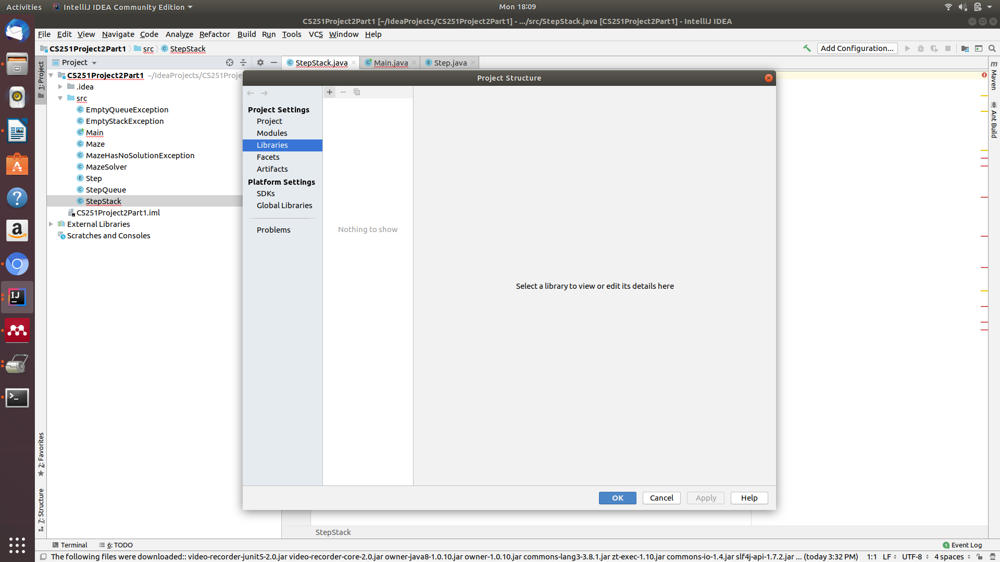 Activities
IntelliJ IDEA Community Edition
Mon 18:09
CS251Project2Part1 [~/IdeaProjects/CS251Project2Part1] - .../src/StepStack.java [CS251Project2Part1] - IntelliJ IDEA
File Edit View Navigate Code Analyze Refactor Build Run Tools VCS Window Help
CS251Project2Part1 src StepStack
Add Configuration...
1: Project
2: Favorites
7: Structure
Project
StepStack.java Main.java Step.java
CS251Project2Part1 ~/IdeaProjects/CS251Proje
.idea
src
EmptyQueueException
EmptyStackException
Main
Maze
MazeHasNoSolutionException
MazeSolver
Step
StepQueue
StepStack
CS251Project2Part1.iml
External Libraries
Scratches and Consoles
Project Structure
Project Settings
Project
Modules
Libraries
Facets
Artifacts
Platform Settings
SDKs
Global Libraries
Problems
Nothing to show
Select a library to view or edit its details here
OK Cancel Apply Help
m Maven
Ant Build
StepStack
Terminal 6: TODO
1 Event Log
The following files were downloaded:: video-recorder-junit5-2.0.jar video-recorder-core-2.0.jar owner-java8-1.0.10.jar owner-1.0.10.jar commons-lang3-3.8.1.jar zt-exec-1.10.jar commons-io-1.4.jar slf4j-api-1.7.2.jar ... (today 3:32 PM) 1:1 LF UTF-8 4 spaces